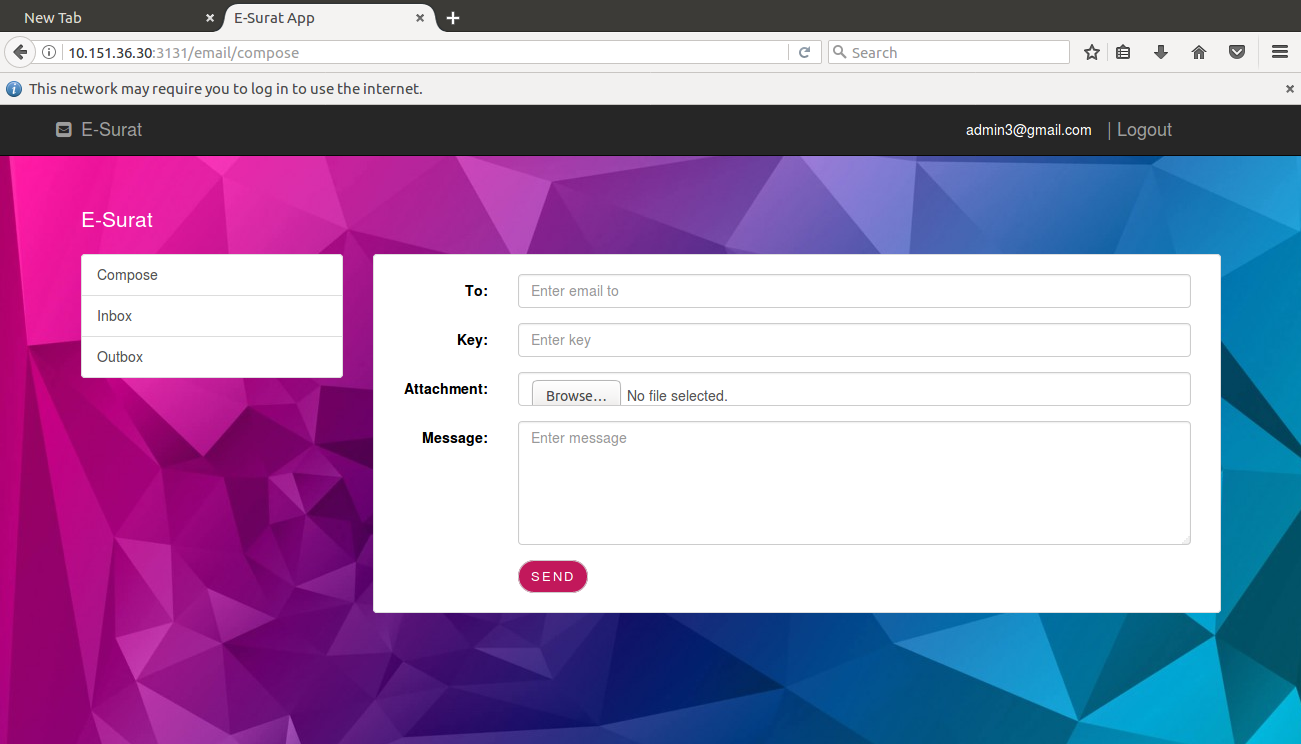 New Tab
E-Surat App
10.151.36.30:3131/email/compose
Search
This network may require you to log in to use the internet.
E-Surat
admin3@gmail.com | Logout
E-Surat
Compose
Inbox
Outbox
To: Enter email to
Key: Enter key
Attachment: Browse... No file selected.
Message: Enter message
SEND